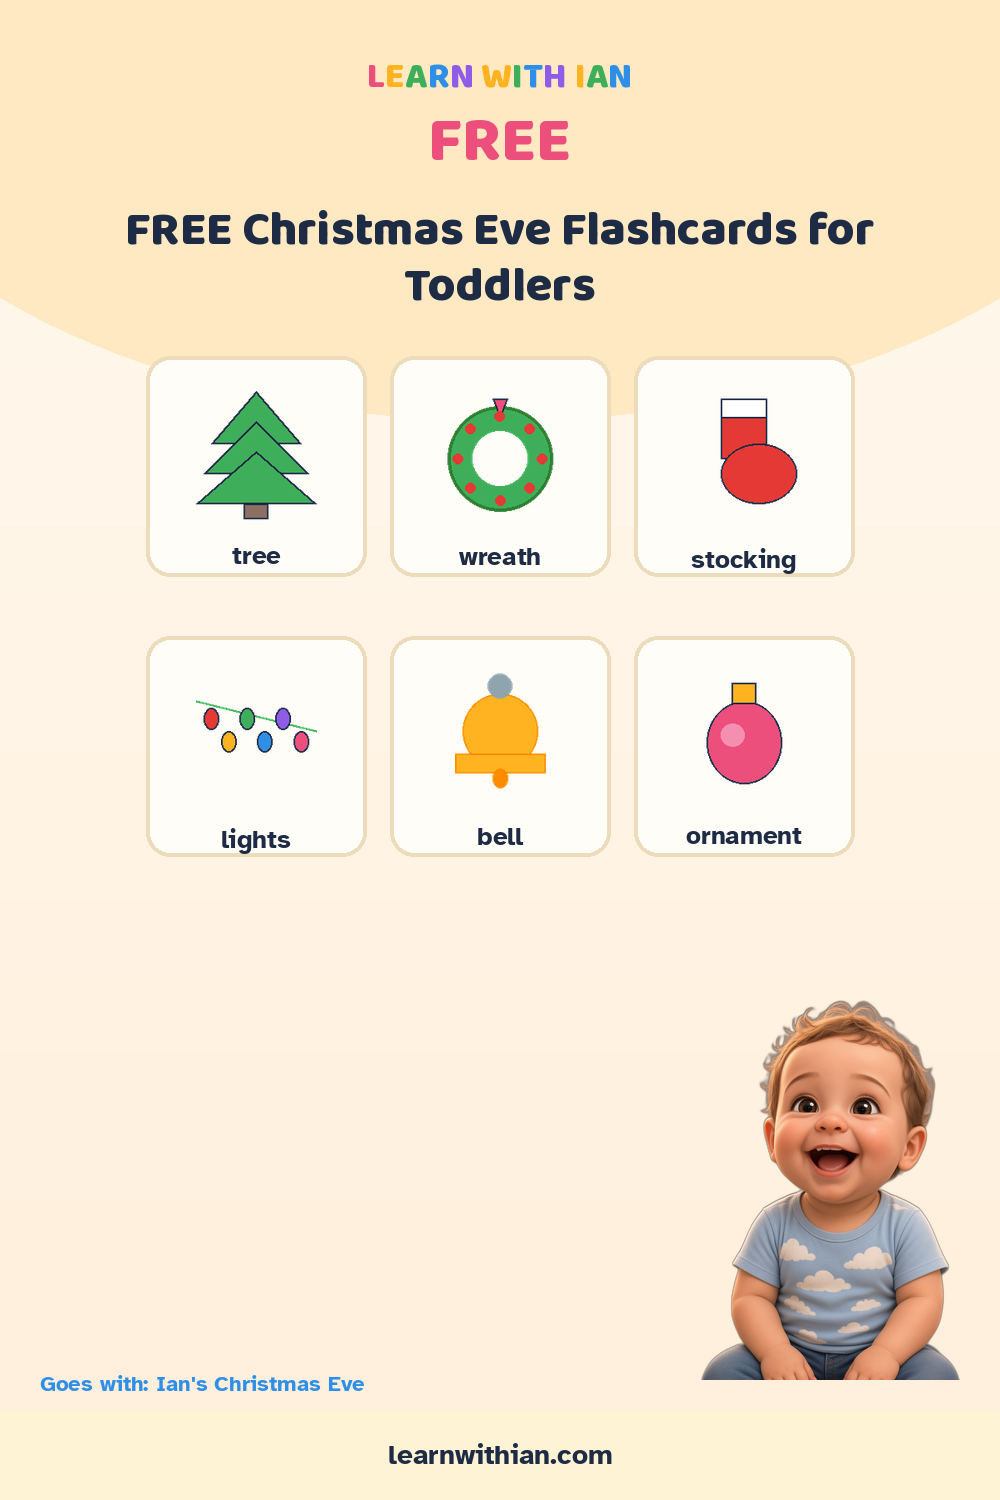 LEARN WITH IAN
FREE
FREE Christmas Eve Flashcards for
Toddlers
tree
wreath
stocking
lights
bell
ornament
Goes with: Ian's Christmas Eve
learnwithian.com